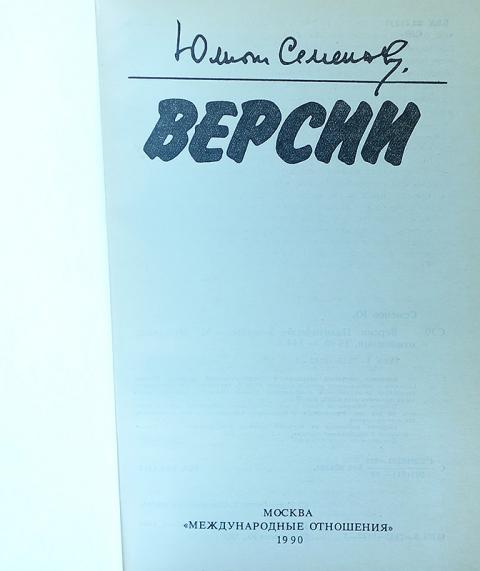 Юлиан Семенов
ВЕРСИИ
МОСКВА
«МЕЖДУНАРОДНЫЕ ОТНОШЕНИЯ»
1990